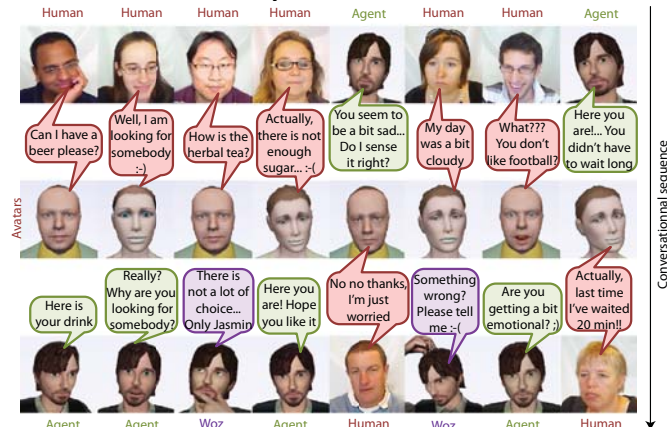 Human Human Human Human Agent Human Human Agent
Can I have a
beer please?
Well, I am
looking for
somebody
:-)
How is the
herbal tea?
Actually,
there is not
enough
sugar... :-(
You seem to
be a bit sad...
Do I sense
it right?
My day
was a bit
cloudy
What???
You don't
like football?
Here you
are!... You
didn't have
to wait long
Avatars
Conversationnal sequence
Here is
your drink
Really?
Why are you
looking for
somebody?
There is
not a lot of
choice...
Only Jasmin
Here you
are! Hope
you like it
No no thanks,
I'm just
worried
Something
wrong?
Please tell
me :-(
Are you
getting a bit
emotional? ;)
Actually,
last time
I've waited
20 min!!
Agent Agent Woz Agent Human Woz Agent Human